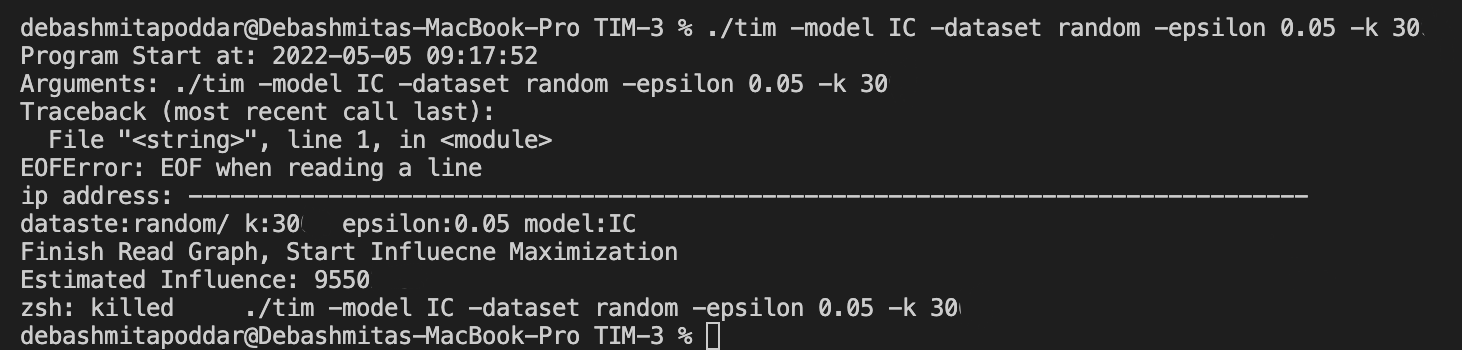 debashmitapoddar@Debashmitas-MacBook-Pro TIM-3 % ./tim -model IC -dataset random -epsilon 0.05 -k 30
Program Start at: 2022-05-05 09:17:52
Arguments: ./tim -model IC -dataset random -epsilon 0.05 -k 30
Traceback (most recent call last):
  File "<string>", line 1, in <module>
EOFError: EOF when reading a line
ip address: --------------------------------------------------------------------------------
dataste:random/ k:30   epsilon:0.05 model:IC
Finish Read Graph, Start Influecne Maximization
Estimated Influence: 9550
zsh: killed     ./tim -model IC -dataset random -epsilon 0.05 -k 30
debashmitapoddar@Debashmitas-MacBook-Pro TIM-3 %